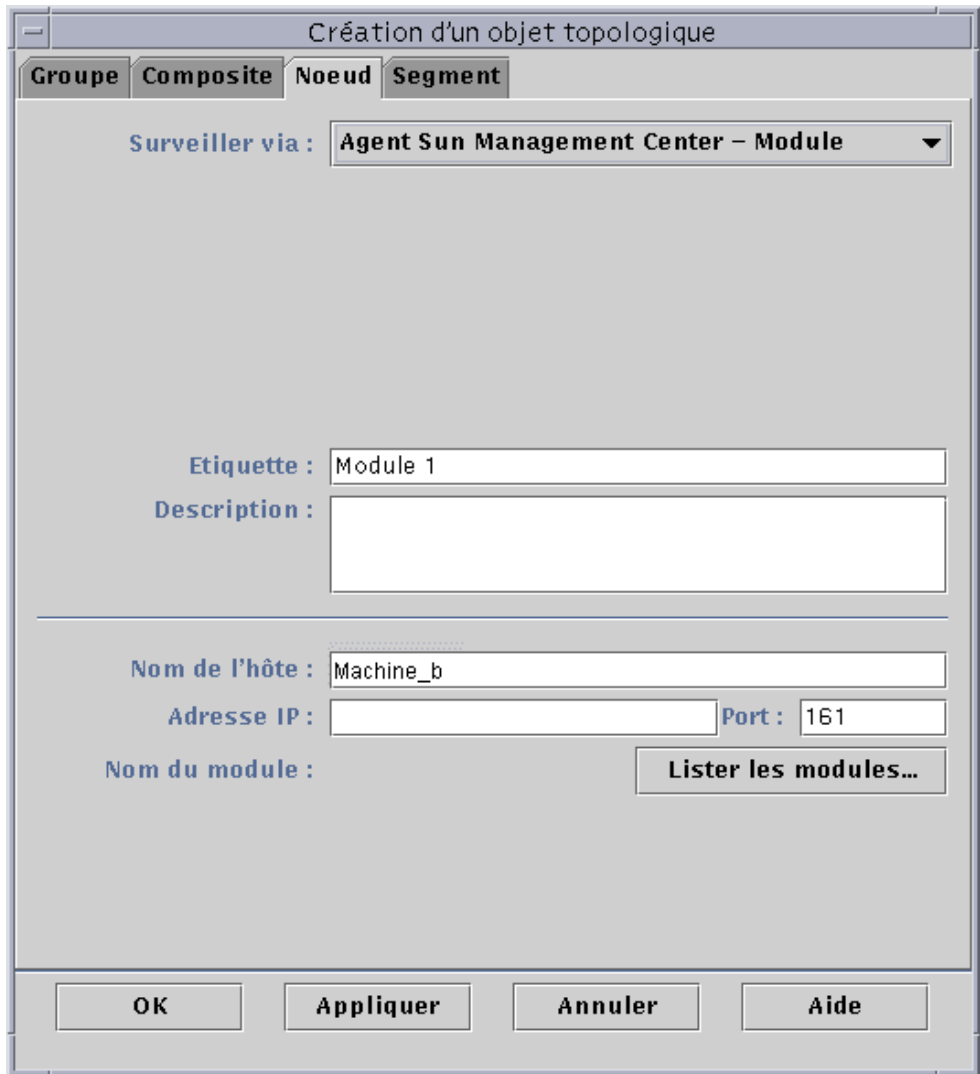 Création d'un objet topologique
Groupe Composite Noeud Segment
Surveiller via : Agent Sun Management Center – Module
Etiquette : Module 1
Description :
Nom de l'hôte : Machine_b
Adresse IP : Port : 161
Nom du module : Lister les modules...
OK Appliquer Annuler Aide